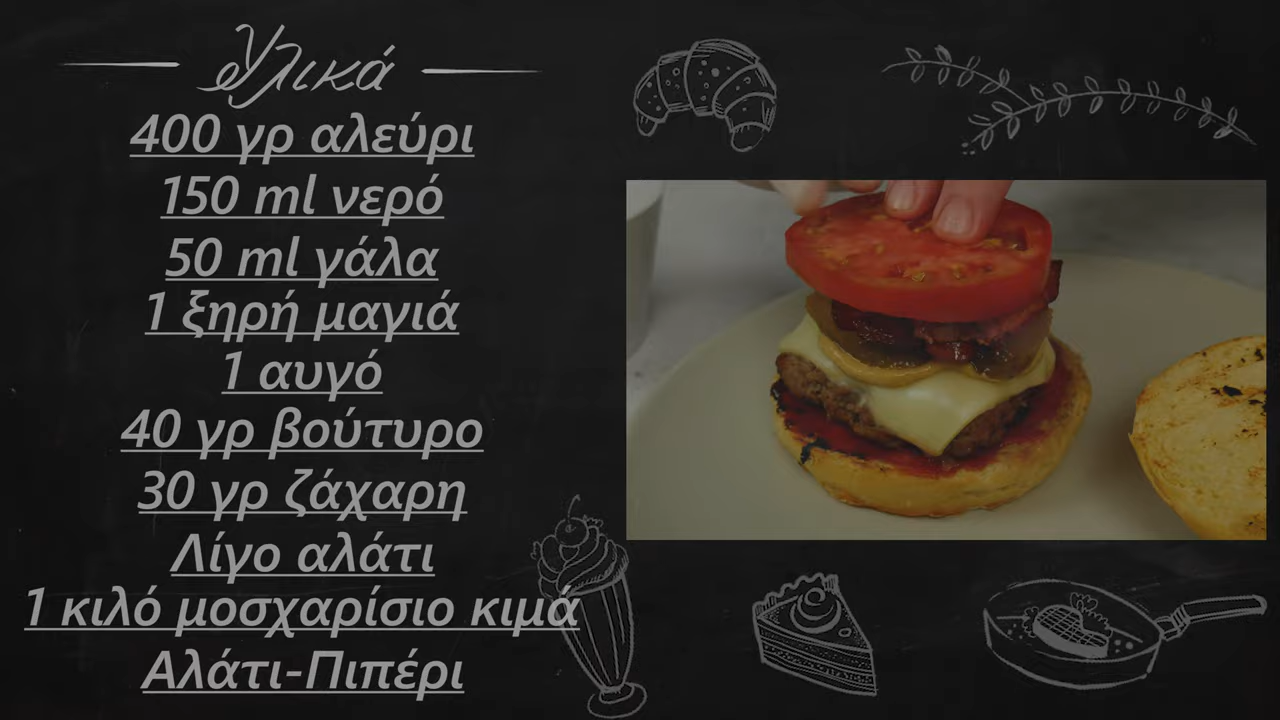 Υλικά
400 γρ αλεύρι
150 ml νερό
50 ml γάλα
1 ξηρή μαγιά
1 αυγό
40 γρ βούτυρο
30 γρ ζάχαρη
Λίγο αλάτι
1 κιλό μοσχαρίσιο κιμά
Αλάτι-Πιπέρι